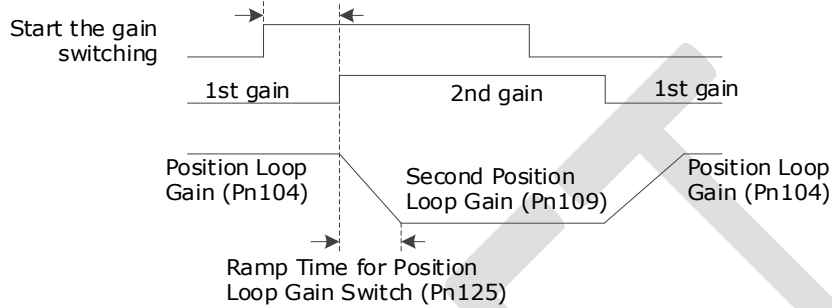 Start the gain
switching
1st gain
2nd gain
1st gain
Position Loop
Gain (Pn104)
Second Position
Loop Gain (Pn109)
Position Loop
Gain (Pn104)
Ramp Time for Position
Loop Gain Switch (Pn125)